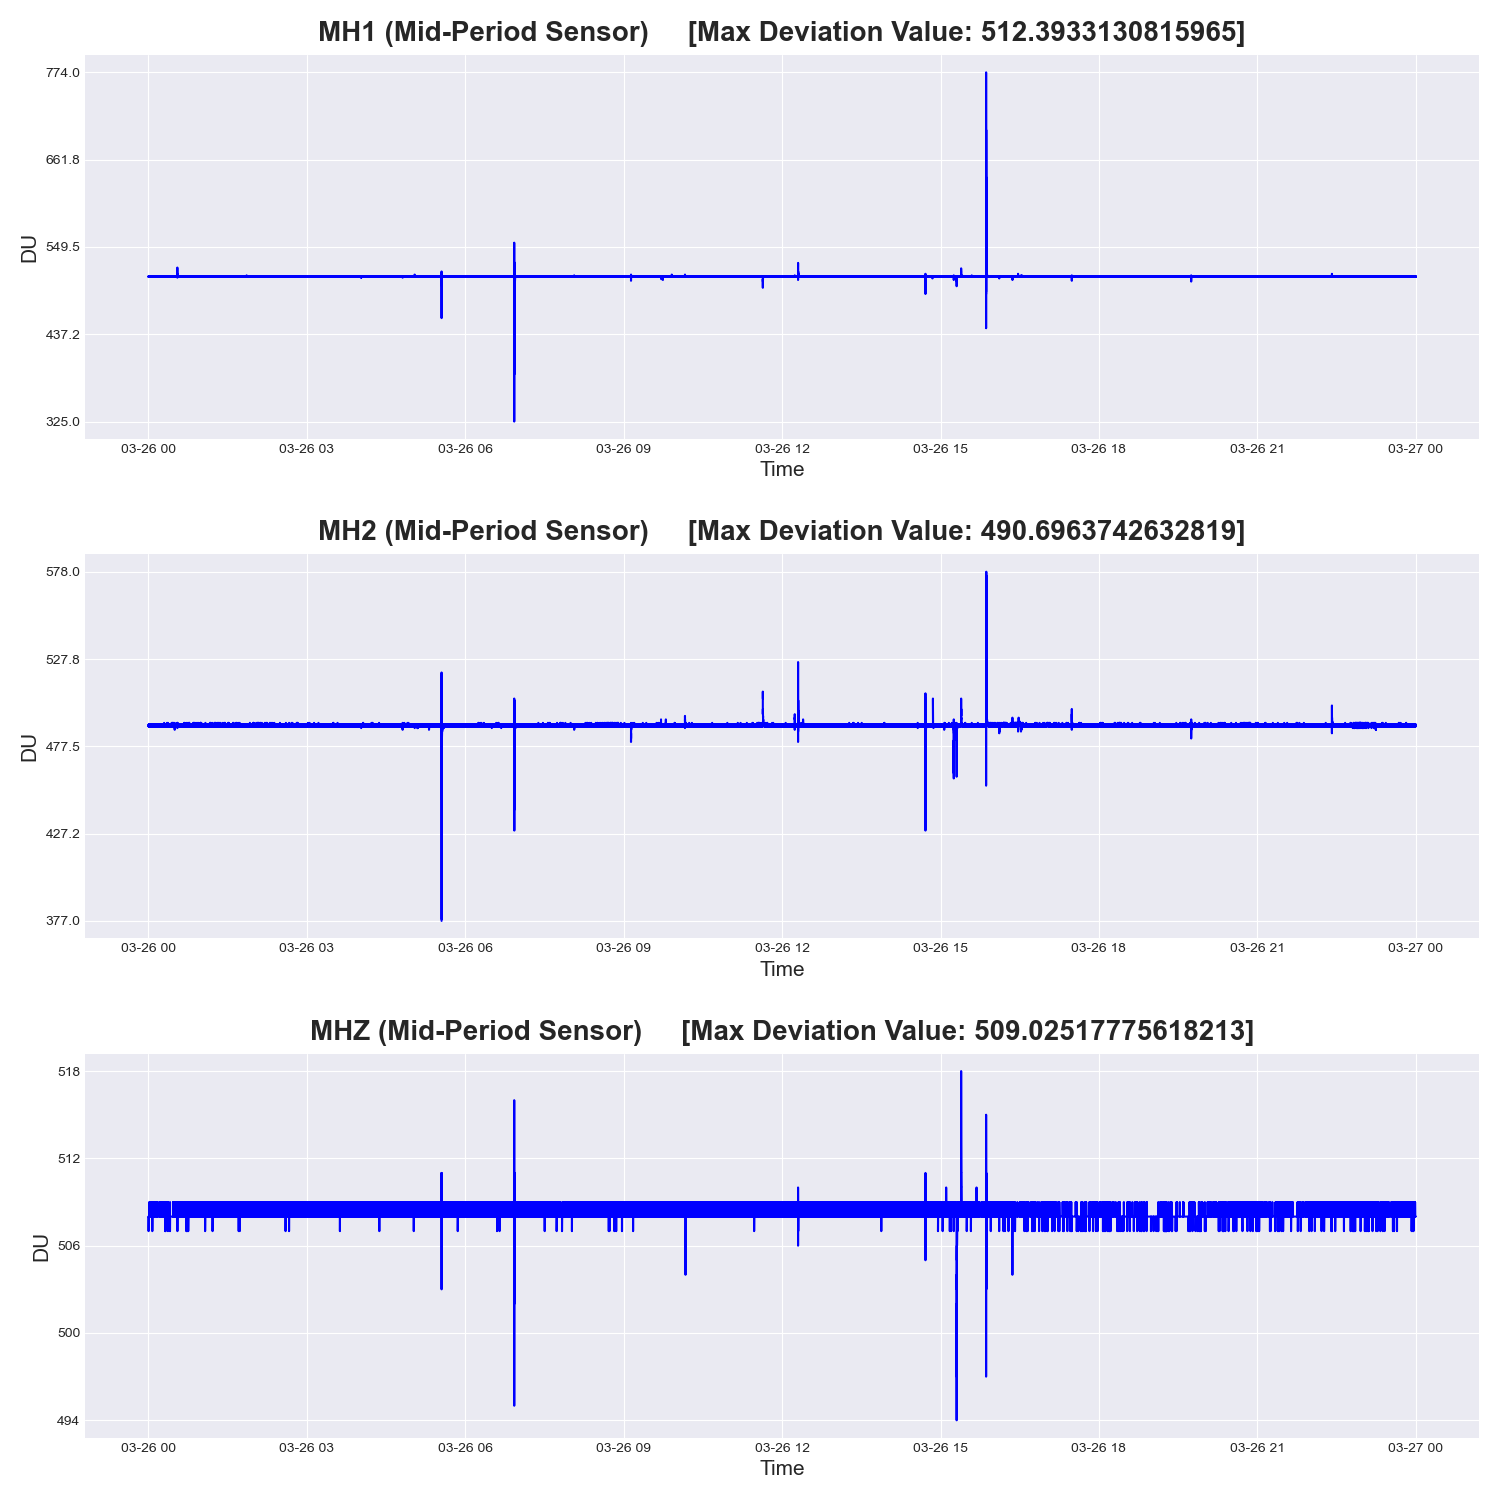 MH1 (Mid-Period Sensor) [Max Deviation Value: 512.3933130815965]
774.0
661.8
549.5
437.2
325.0
DU
03-26 00 03-26 03 03-26 06 03-26 09 03-26 12 03-26 15 03-26 18 03-26 21 03-27 00
Time
MH2 (Mid-Period Sensor) [Max Deviation Value: 490.6963742632819]
578.0
527.8
477.5
427.2
377.0
DU
03-26 00 03-26 03 03-26 06 03-26 09 03-26 12 03-26 15 03-26 18 03-26 21 03-27 00
Time
MHZ (Mid-Period Sensor) [Max Deviation Value: 509.02517775618213]
518
512
506
500
494
DU
03-26 00 03-26 03 03-26 06 03-26 09 03-26 12 03-26 15 03-26 18 03-26 21 03-27 00
Time